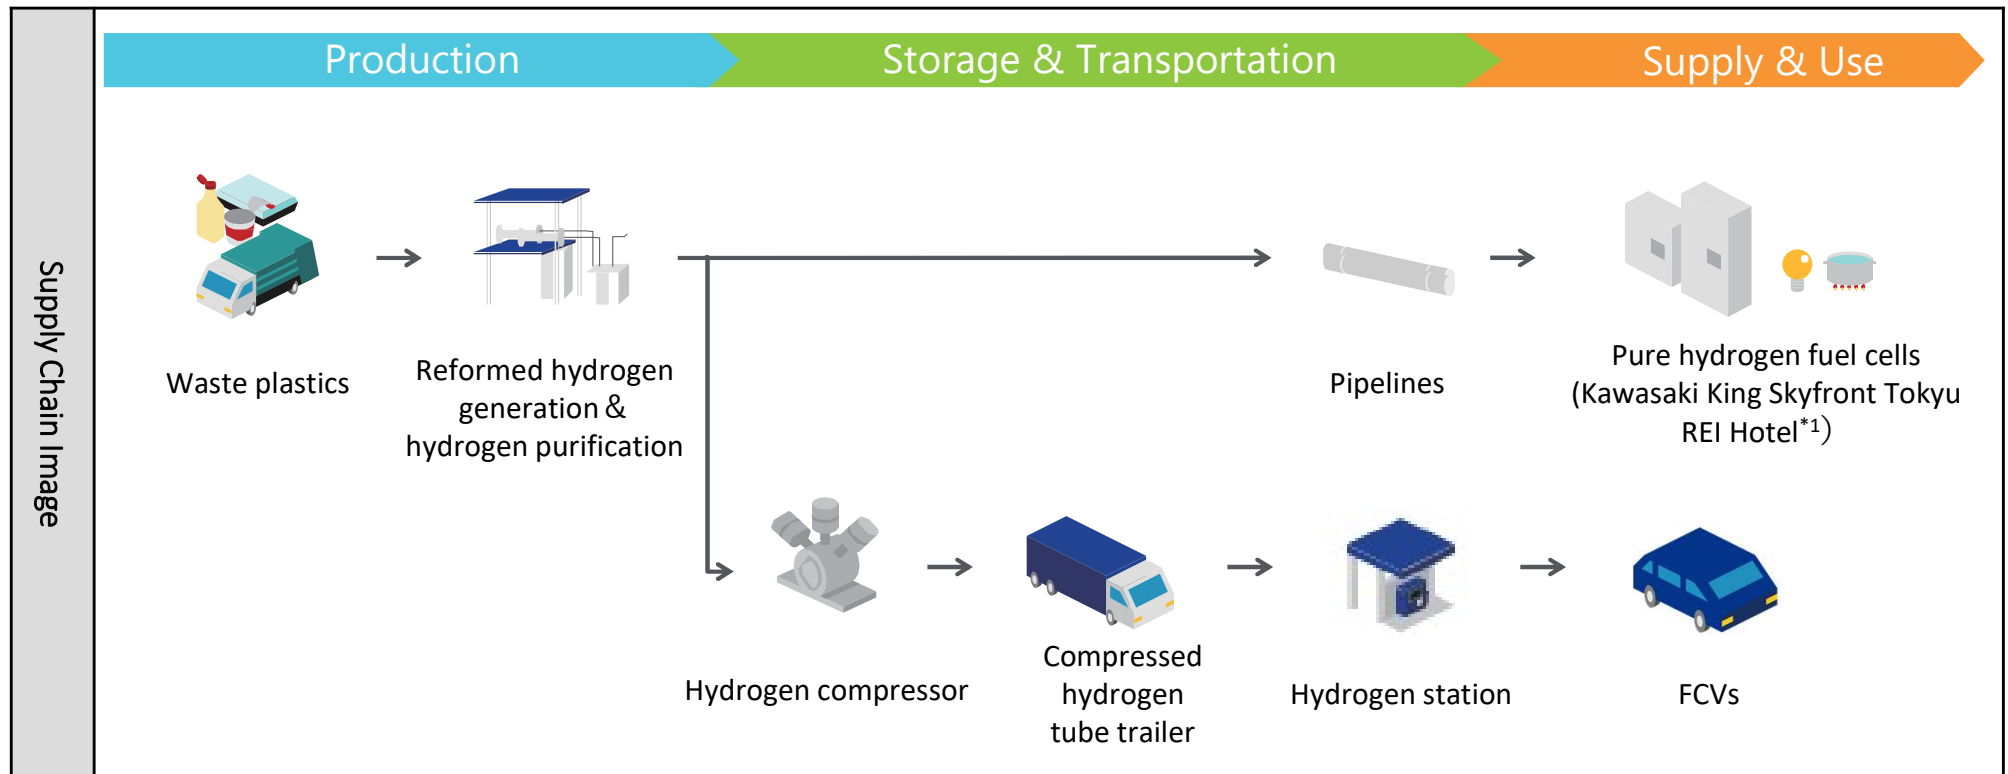 Production
Storage & Transportation
Supply & Use
Supply Chain Image
Waste plastics
Reformed hydrogen
generation＆
hydrogen purification
Pipelines
Pure hydrogen fuel cells
(Kawasaki King Skyfront Tokyu
REI Hotel*1）
Hydrogen compressor
Compressed
hydrogen
tube trailer
Hydrogen station
FCVs